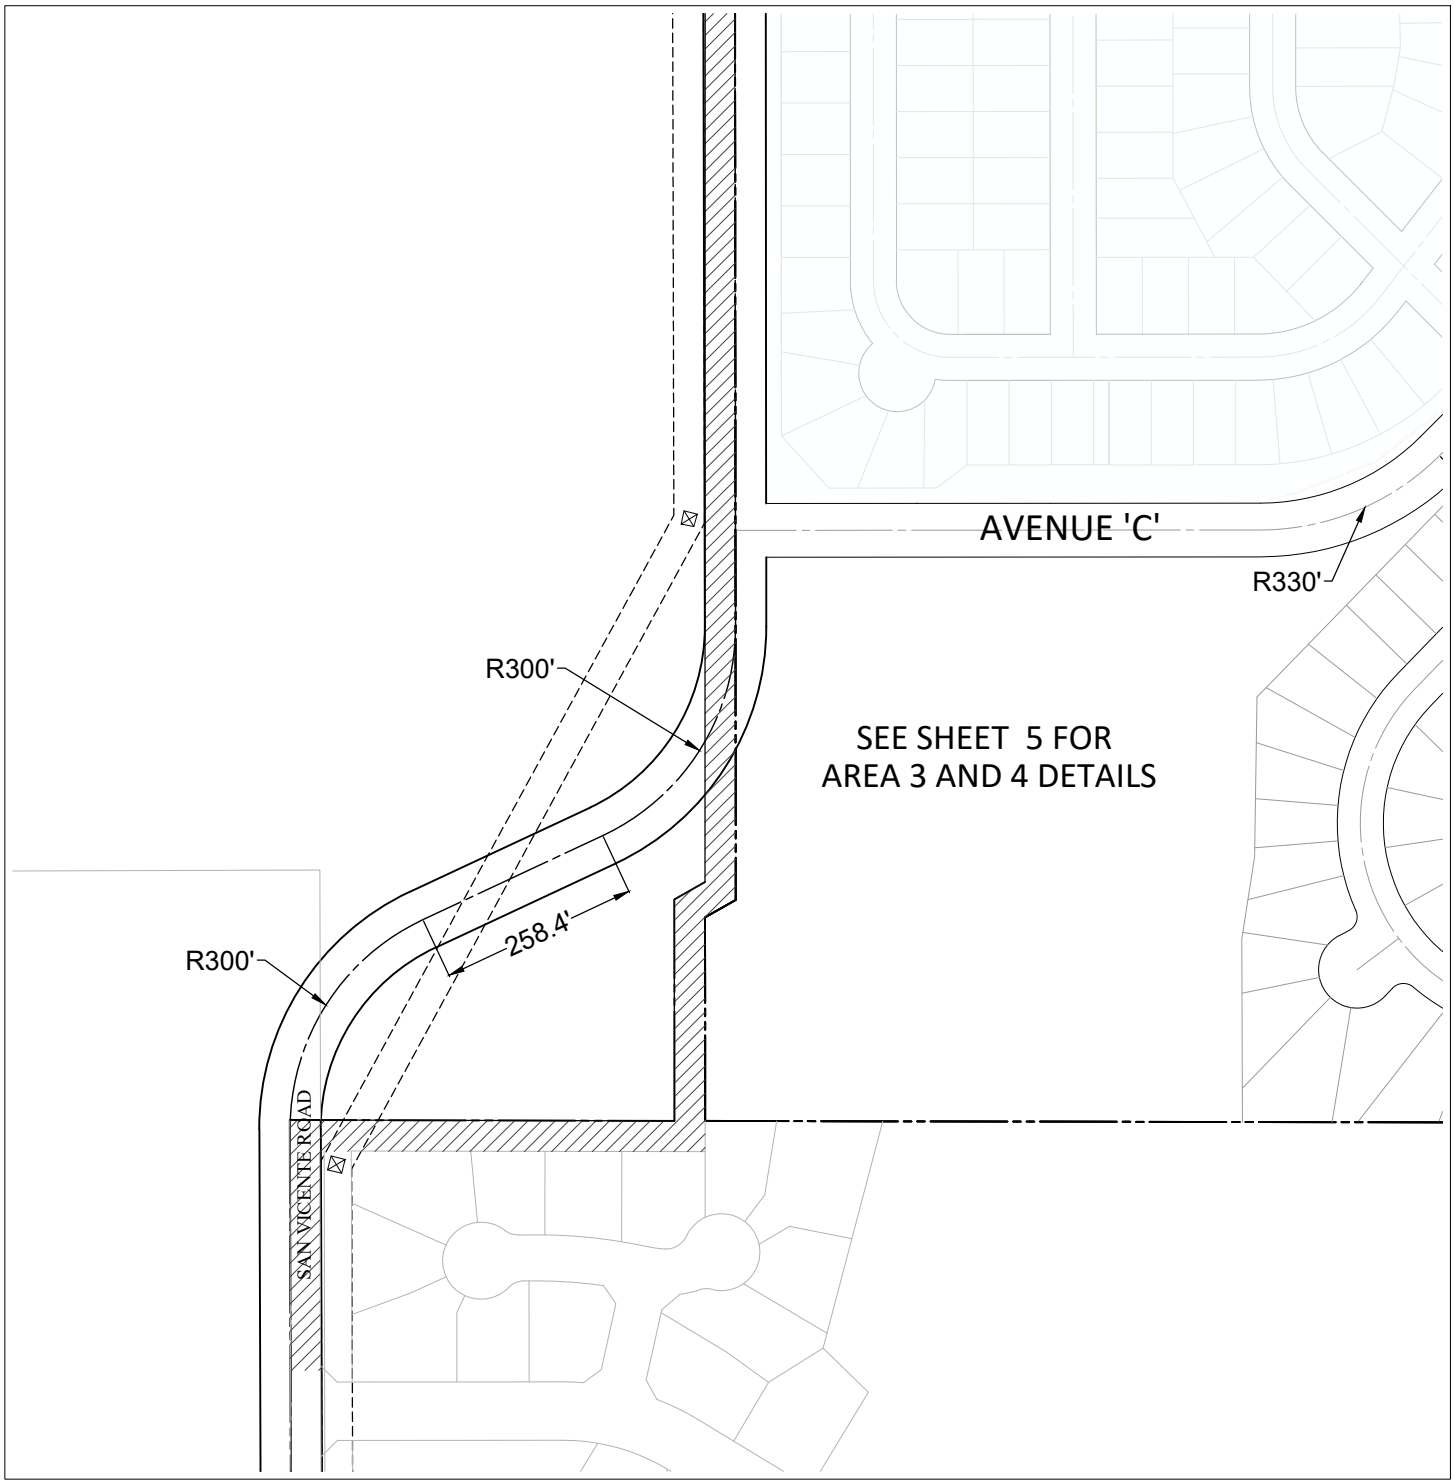 AVENUE 'C'
R330'
R300'
SEE SHEET 5 FOR
AREA 3 AND 4 DETAILS
258.4'
R300'
SAN VICENTE ROAD